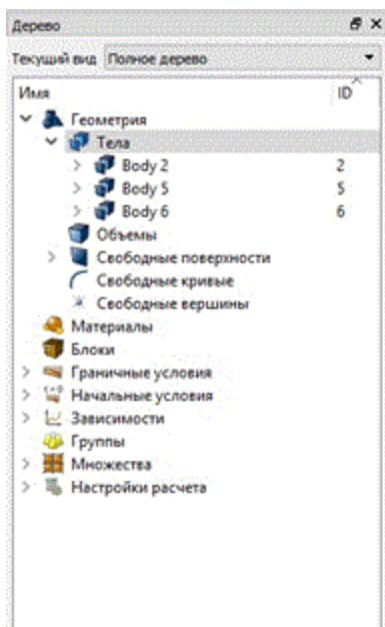 Дерево
Текущий вид Полное дерево
Имя ID
Геометрия
Тела
Body 2 2
Body 5 5
Body 6 6
Объемы
Свободные поверхности
Свободные кривые
Свободные вершины
Материалы
Блоки
Граничные условия
Начальные условия
Зависимости
Группы
Множества
Настройки расчета